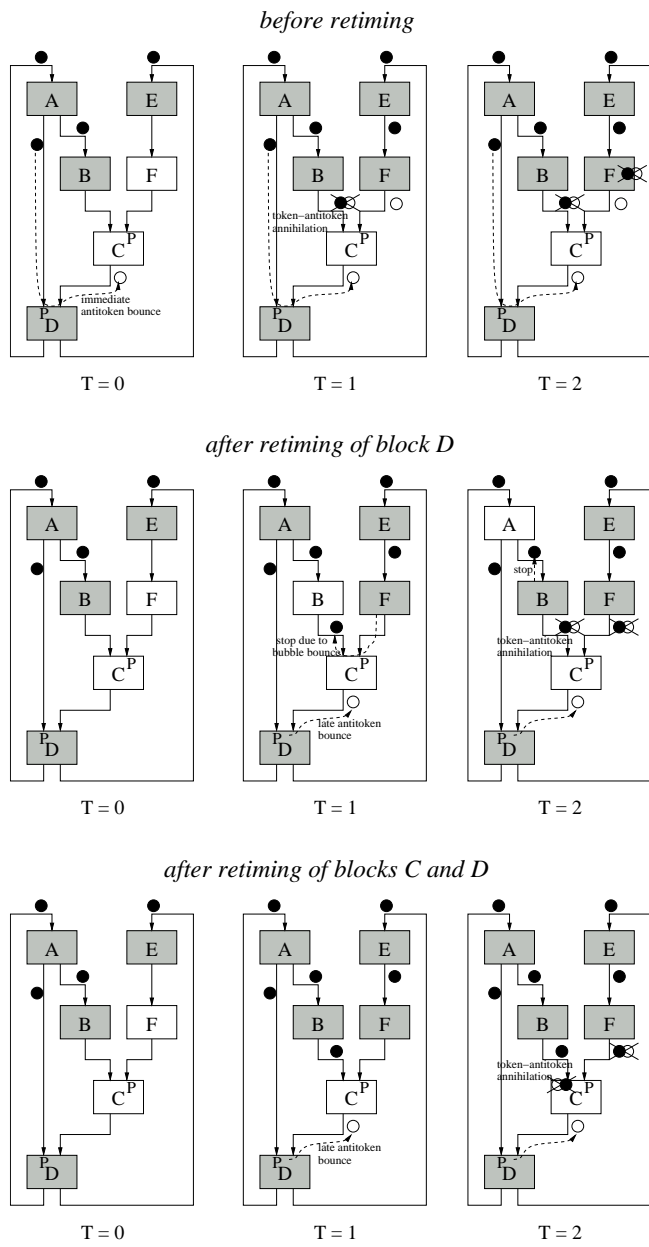 before retiming
A E A E A E
B F B F B F
token−antitoken
annihilation
C P C P C P
immediate
antitoken bounce
P D P D P D
T = 0 T = 1 T = 2
after retiming of block D
A E A E A E
stop
B F B F B F
stop due to
bubble bounce
token−antitoken
annihilation
C P C P C P
late antitoken
bounce
P D P D P D
T = 0 T = 1 T = 2
after retiming of blocks C and D
A E A E A E
B F B F B F
token−antitoken
annihilation
C P C P C P
late antitoken
bounce
P D P D P D
T = 0 T = 1 T = 2